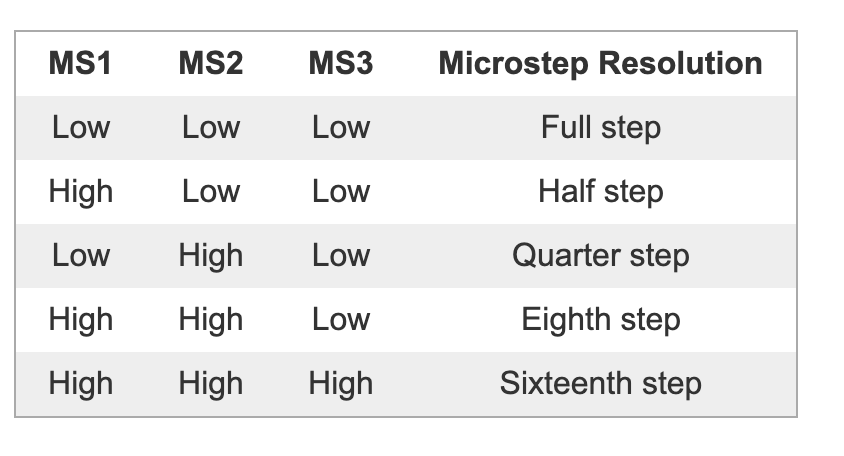 MS1 MS2 MS3 Microstep Resolution
Low Low Low Full step
High Low Low Half step
Low High Low Quarter step
High High Low Eighth step
High High High Sixteenth step